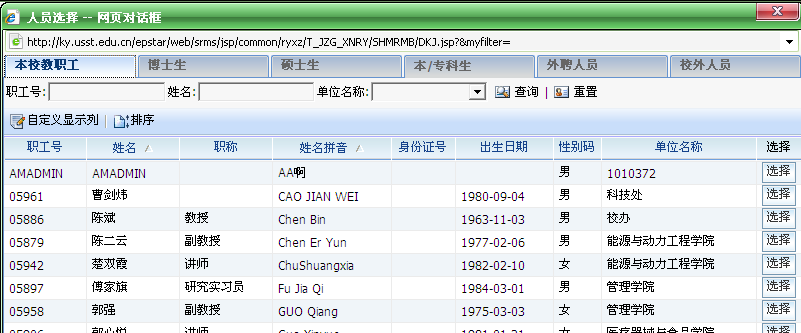 人员选择 -- 网页对话框
http://ky.usst.edu.cn/epstar/web/srms/jsp/common/ryxz/T_JZG_XNRY/SHMRMB/DKJ.jsp?&myfilter=
本校教职工 博士生 硕士生 本/专科生 外聘人员 校外人员
职工号: 姓名: 单位名称: 查询 | 重置
自定义显示列 排序
职工号 姓名 职称 姓名拼音 身份证号 出生日期 性别码 单位名称 选择
AMADMIN AMADMIN AA啊 男 1010372 选择
05961 曹剑炜 CAO JIAN WEI 1980-09-04 男 科技处 选择
05886 陈斌 教授 Chen Bin 1963-11-03 男 校办 选择
05879 陈二云 副教授 Chen Er Yun 1977-02-06 男 能源与动力工程学院 选择
05942 楚双霞 讲师 ChuShuangxia 1982-02-10 女 能源与动力工程学院 选择
05897 傅家旗 研究实习员 Fu Jia Qi 1984-03-01 男 管理学院 选择
05958 郭强 副教授 GUO Qiang 1975-03-03 女 管理学院 选择